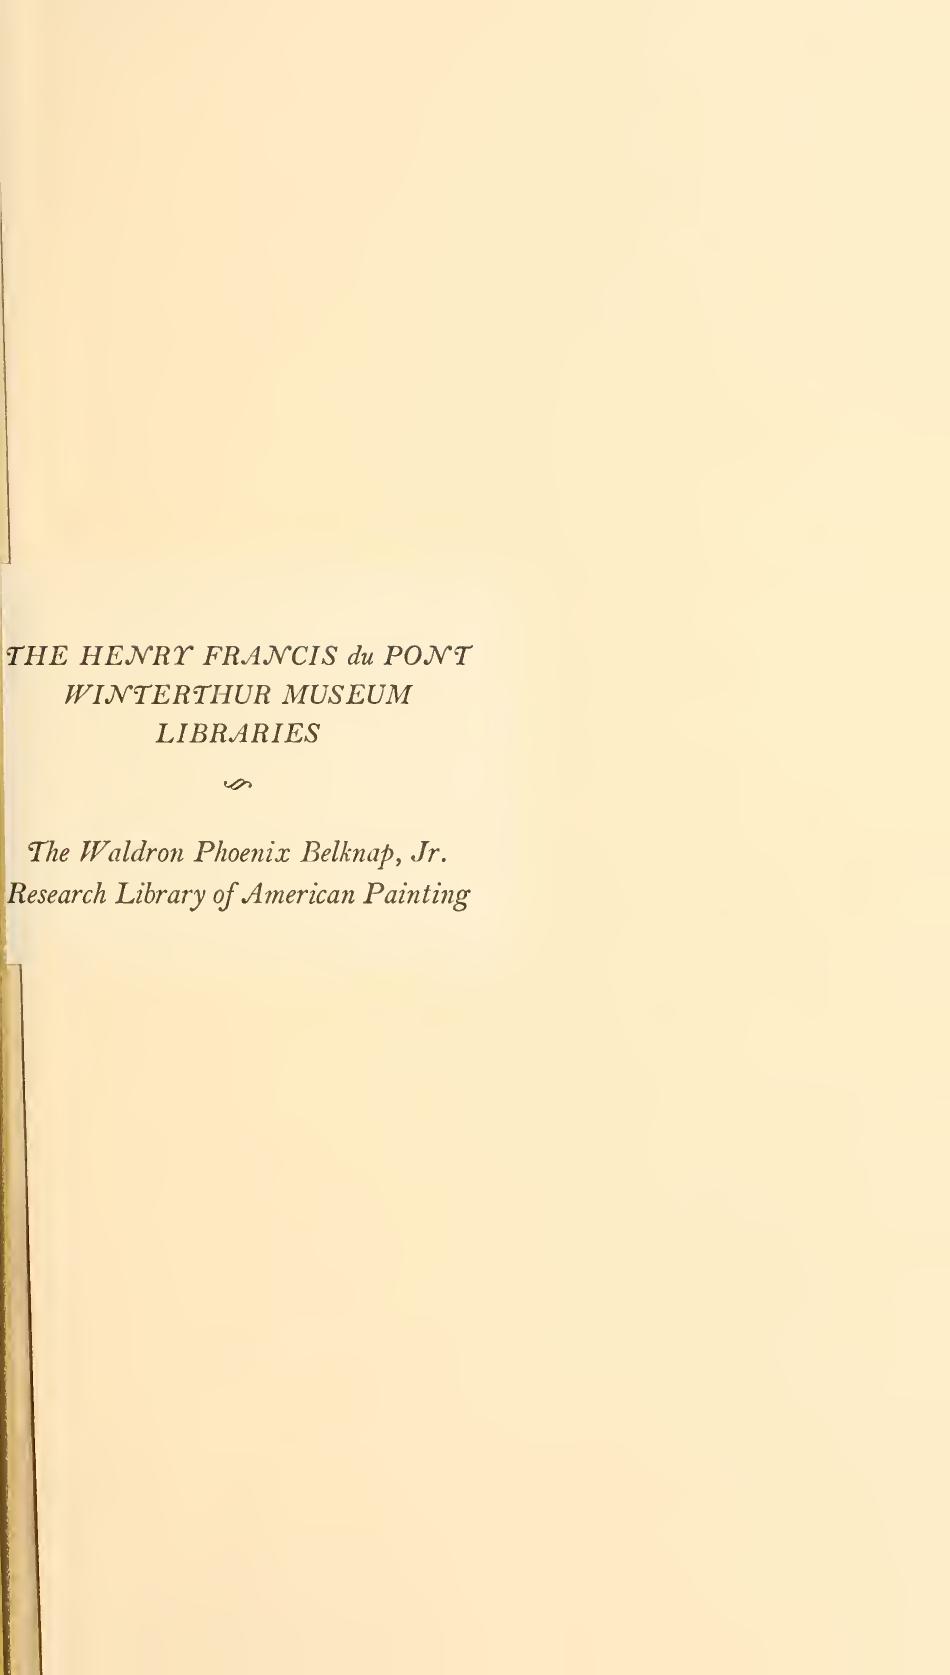 THE HENRY FRANCIS du PONT
WINTERTHUR MUSEUM
LIBRARIES
The Waldron Phoenix Belknap, Jr.
Research Library of American Painting